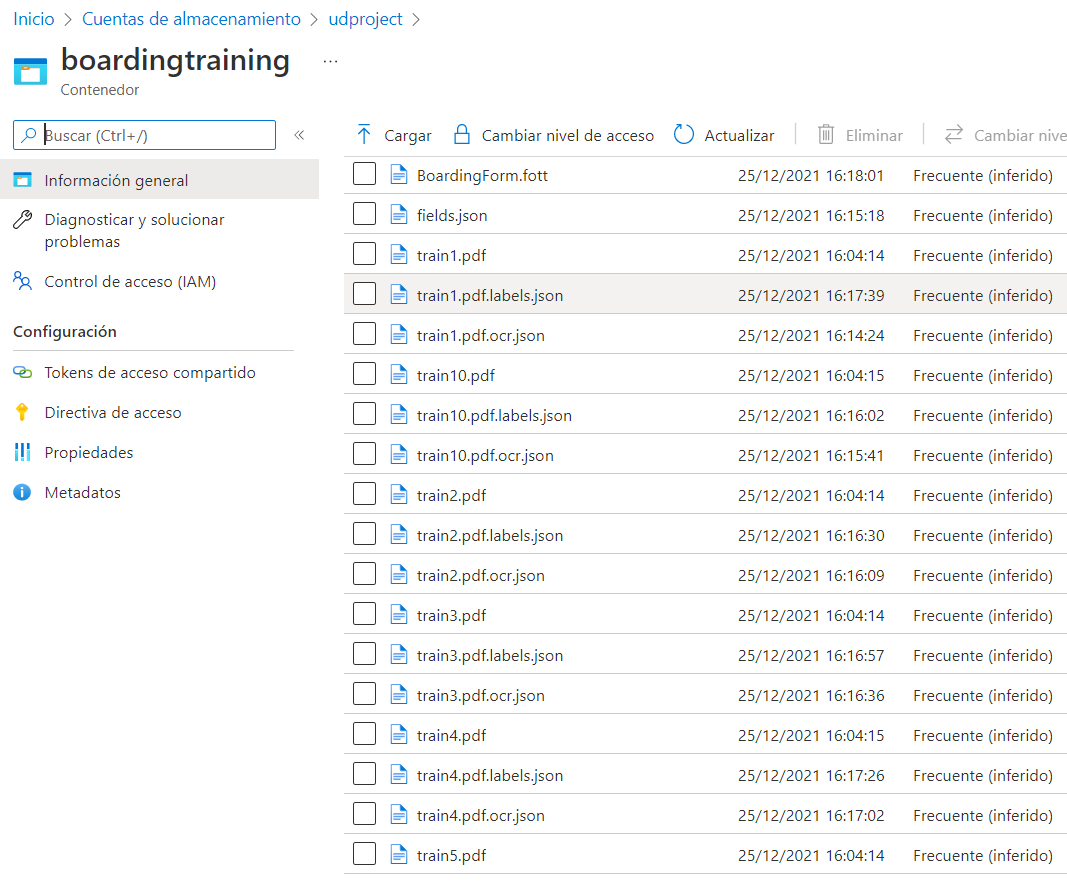 Inicio > Cuentas de almacenamiento > udproject >
boardingtraining ...
Contenedor
Buscar (Ctrl+/) «
Información general
Diagnosticar y solucionar
problemas
Control de acceso (IAM)
Configuración
Tokens de acceso compartido
Directiva de acceso
Propiedades
Metadatos
Cargar Cambiar nivel de acceso Actualizar Eliminar Cambiar nive
BoardingForm.fott 25/12/2021 16:18:01 Frecuente (inferido)
fields.json 25/12/2021 16:15:18 Frecuente (inferido)
train1.pdf 25/12/2021 16:04:14 Frecuente (inferido)
train1.pdf.labels.json 25/12/2021 16:17:39 Frecuente (inferido)
train1.pdf.ocr.json 25/12/2021 16:14:24 Frecuente (inferido)
train10.pdf 25/12/2021 16:04:15 Frecuente (inferido)
train10.pdf.labels.json 25/12/2021 16:16:02 Frecuente (inferido)
train10.pdf.ocr.json 25/12/2021 16:15:41 Frecuente (inferido)
train2.pdf 25/12/2021 16:04:14 Frecuente (inferido)
train2.pdf.labels.json 25/12/2021 16:16:30 Frecuente (inferido)
train2.pdf.ocr.json 25/12/2021 16:16:09 Frecuente (inferido)
train3.pdf 25/12/2021 16:04:14 Frecuente (inferido)
train3.pdf.labels.json 25/12/2021 16:16:57 Frecuente (inferido)
train3.pdf.ocr.json 25/12/2021 16:16:36 Frecuente (inferido)
train4.pdf 25/12/2021 16:04:15 Frecuente (inferido)
train4.pdf.labels.json 25/12/2021 16:17:26 Frecuente (inferido)
train4.pdf.ocr.json 25/12/2021 16:17:02 Frecuente (inferido)
train5.pdf 25/12/2021 16:04:14 Frecuente (inferido)